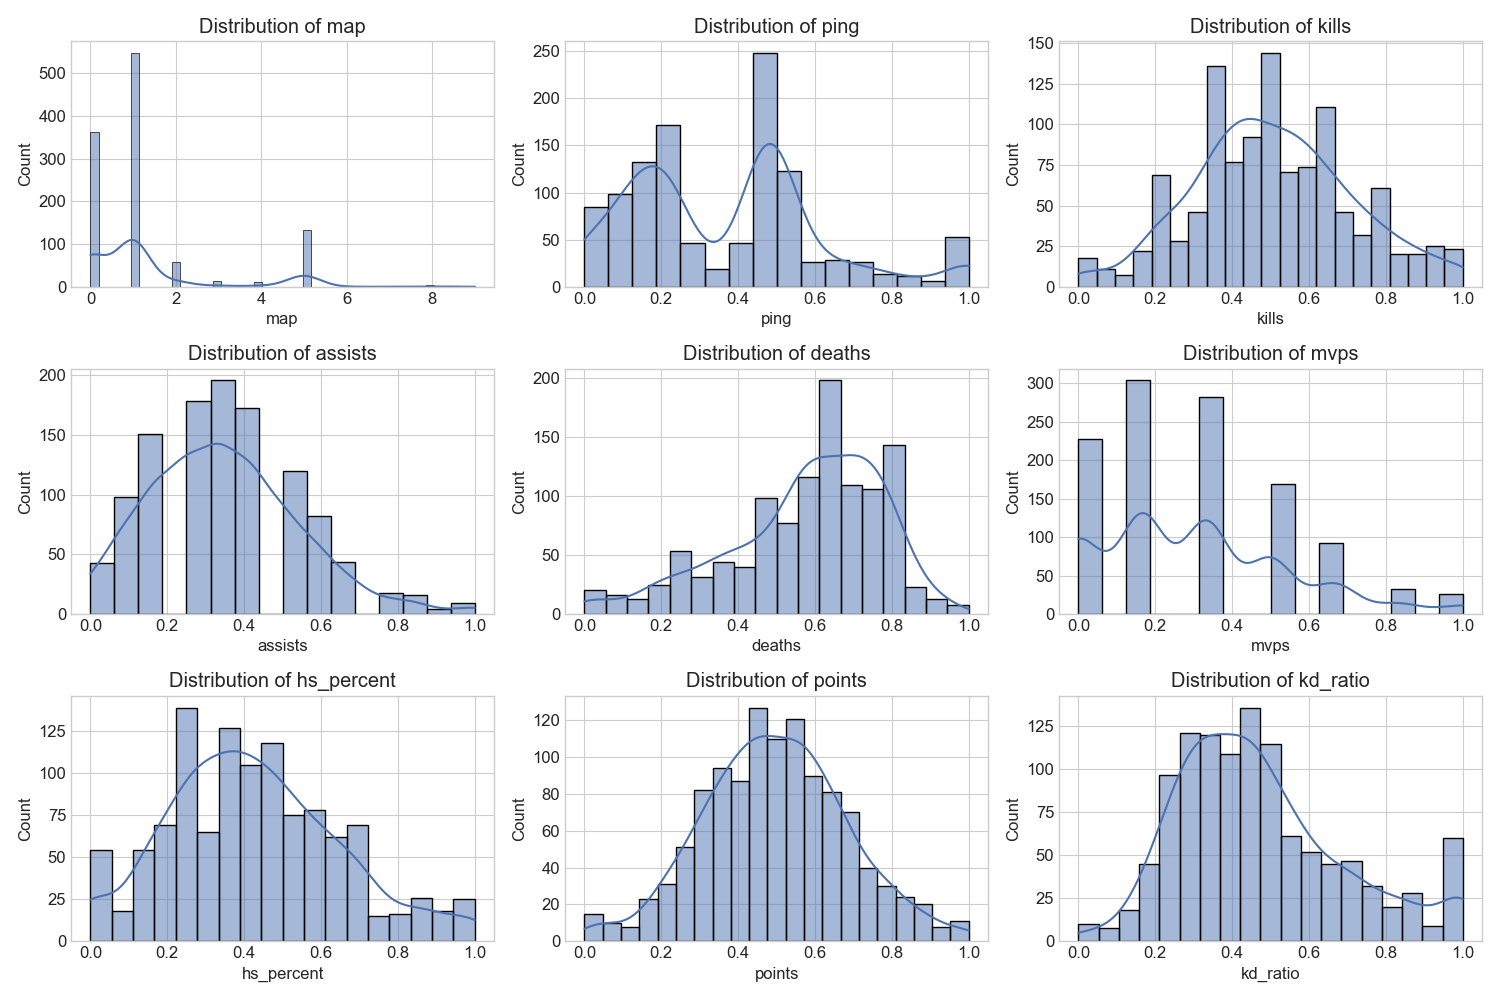 Distribution of map
Count
500
400
300
200
100
0
0 2 4 6 8
map
Distribution of ping
Count
250
200
150
100
50
0
0.0 0.2 0.4 0.6 0.8 1.0
ping
Distribution of kills
Count
150
125
100
75
50
25
0
0.0 0.2 0.4 0.6 0.8 1.0
kills
Distribution of assists
Count
200
150
100
50
0
0.0 0.2 0.4 0.6 0.8 1.0
assists
Distribution of deaths
Count
200
150
100
50
0
0.0 0.2 0.4 0.6 0.8 1.0
deaths
Distribution of mvps
Count
300
250
200
150
100
50
0
0.0 0.2 0.4 0.6 0.8 1.0
mvps
Distribution of hs_percent
Count
125
100
75
50
25
0
0.0 0.2 0.4 0.6 0.8 1.0
hs_percent
Distribution of points
Count
120
100
80
60
40
20
0
0.0 0.2 0.4 0.6 0.8 1.0
points
Distribution of kd_ratio
Count
125
100
75
50
25
0
0.0 0.2 0.4 0.6 0.8 1.0
kd_ratio